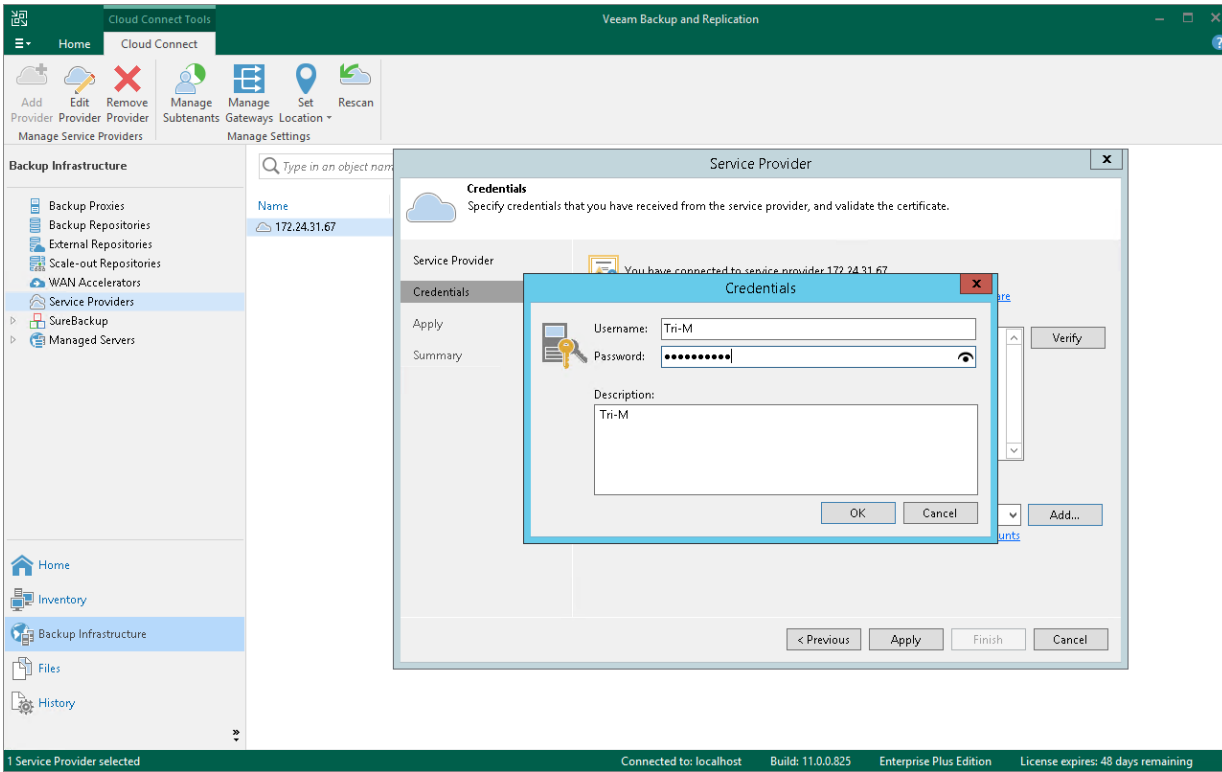 Cloud Connect Tools
Veeam Backup and Replication
Home
Cloud Connect
Add Provider
Edit Provider
Remove Provider
Manage Subtenants
Manage Gateways
Set Location
Rescan
Manage Service Providers
Manage Settings
Backup Infrastructure
Backup Proxies
Backup Repositories
External Repositories
Scale-out Repositories
WAN Accelerators
Service Providers
SureBackup
Managed Servers
Home
Inventory
Backup Infrastructure
Files
History
Type in an object nam
Name
172.24.31.67
Service Provider
Credentials
Specify credentials that you have received from the service provider, and validate the certificate.
Service Provider
Credentials
Apply
Summary
You have connected to service provider 172.24.31.67
Verify
Add...
unts
Credentials
Username: Tri-M
Password: ●●●●●●●●●●
Description:
Tri-M
OK Cancel
< Previous Apply Finish Cancel
1 Service Provider selected
Connected to: localhost Build: 11.0.0.825 Enterprise Plus Edition License expires: 48 days remaining